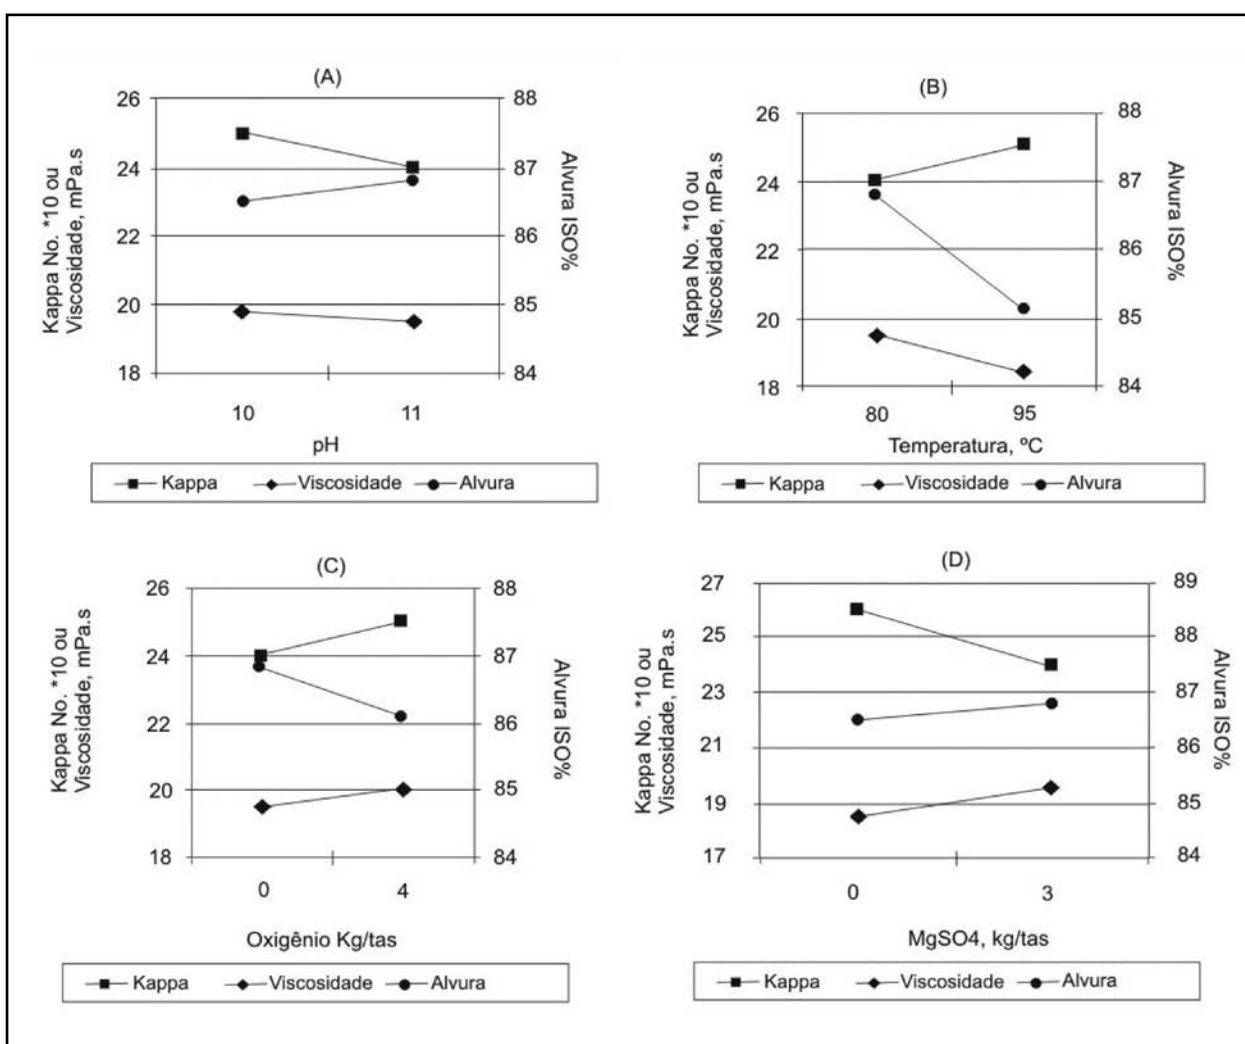 (A)
26
24
22
20
18
88
87
86
85
84
Kappa No. *10 ou
Viscosidade, mPa.s
Alvura ISO%
10
11
pH
Kappa
Viscosidade
Alvura
(B)
26
24
22
20
18
88
87
86
85
84
Kappa No. *10 ou
Viscosidade, mPa.s
Alvura ISO%
80
95
Temperatura, ºC
Kappa
Viscosidade
Alvura
(C)
26
24
22
20
18
88
87
86
85
84
Kappa No. *10 ou
Viscosidade, mPa.s
Alvura ISO%
0
4
Oxigênio Kg/tas
Kappa
Viscosidade
Alvura
(D)
27
25
23
21
19
17
89
88
87
86
85
84
Kappa No. *10 ou
Viscosidade, mPa.s
Alvura ISO%
0
3
MgSO4, kg/tas
Kappa
Viscosidade
Alvura